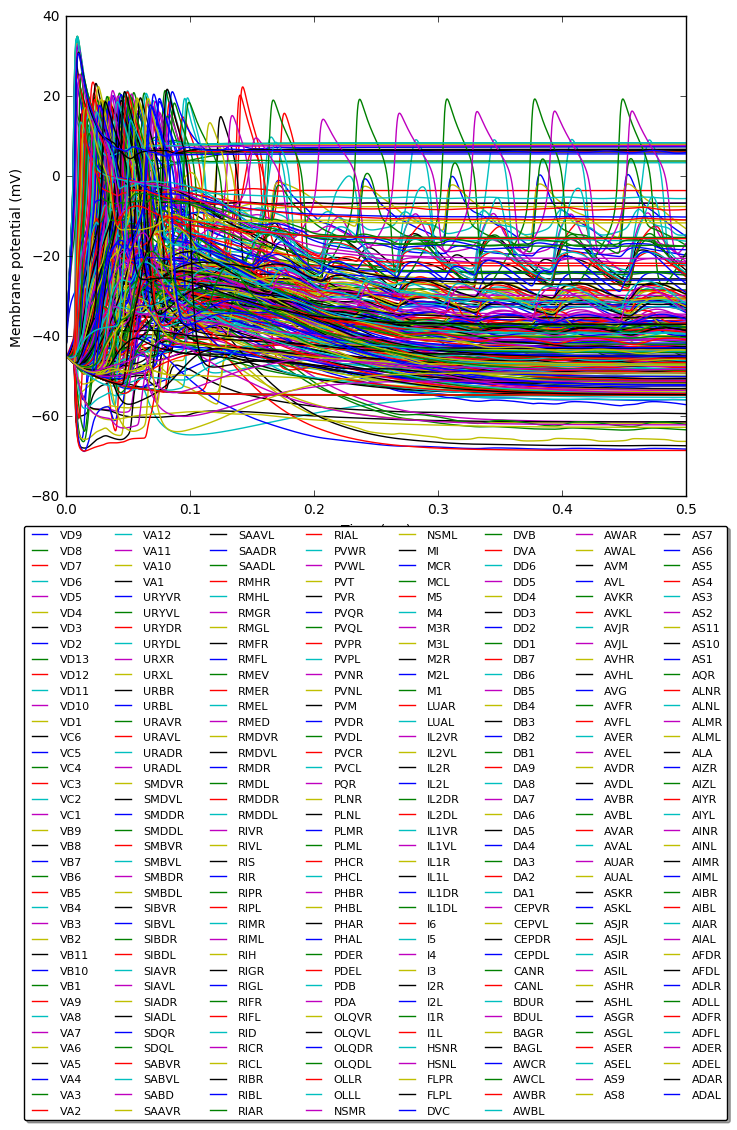 40
20
0
−20
−40
−60
−80
Membrane potential (mV)
0.0
0.1
0.2
0.3
0.4
0.5
VD9
VD8
VD7
VD6
VD5
VD4
VD3
VD2
VD13
VD12
VD11
VD10
VD1
VC6
VC5
VC4
VC3
VC2
VC1
VB9
VB8
VB7
VB6
VB5
VB4
VB3
VB2
VB11
VB10
VB1
VA9
VA8
VA7
VA6
VA5
VA4
VA3
VA2
VA12
VA11
VA10
VA1
URYVR
URYVL
URYDR
URYDL
URXR
URXL
URBR
URBL
URAVR
URAVL
URADR
URADL
SMDVR
SMDVL
SMDDR
SMDDL
SMBVR
SMBVL
SMBDR
SMBDL
SIBVR
SIBVL
SIBDR
SIBDL
SIAVR
SIAVL
SIADR
SIADL
SDQR
SDQL
SABVR
SABVL
SABD
SAAVR
SAAVL
SAADR
SAADL
RMHR
RMHL
RMGR
RMGL
RMFR
RMFL
RMEV
RMER
RMEL
RMED
RMDVR
RMDVL
RMDR
RMDL
RMDDR
RMDDL
RIVR
RIVL
RIS
RIR
RIPR
RIPL
RIMR
RIML
RIH
RIGR
RIGL
RIFR
RIFL
RID
RICR
RICL
RIBR
RIBL
RIAR
RIAL
PVWR
PVWL
PVT
PVR
PVQR
PVQL
PVPR
PVPL
PVNR
PVNL
PVM
PVDR
PVDL
PVCR
PVCL
PQR
PLNR
PLNL
PLMR
PLML
PHCR
PHCL
PHBR
PHBL
PHAR
PHAL
PDER
PDEL
PDB
PDA
OLQVR
OLQVL
OLQDR
OLQDL
OLLR
OLLL
NSMR
NSML
MI
MCR
MCL
M5
M4
M3R
M3L
M2R
M2L
M1
LUAR
LUAL
IL2VR
IL2VL
IL2R
IL2L
IL2DR
IL2DL
IL1VR
IL1VL
IL1R
IL1L
IL1DR
IL1DL
I6
I5
I4
I3
I2R
I2L
I1R
I1L
HSNR
HSNL
FLPR
FLPL
DVC
DVB
DVA
DD6
DD5
DD4
DD3
DD2
DD1
DB7
DB6
DB5
DB4
DB3
DB2
DB1
DA9
DA8
DA7
DA6
DA5
DA4
DA3
DA2
DA1
CEPVR
CEPVL
CEPDR
CEPDL
CANR
CANL
BDUR
BDUL
BAGR
BAGL
AWCR
AWCL
AWBR
AWBL
AWAR
AWAL
AVM
AVL
AVKR
AVKL
AVJR
AVJL
AVHR
AVHL
AVG
AVFR
AVFL
AVER
AVEL
AVDR
AVDL
AVBR
AVBL
AVAR
AVAL
AUAR
AUAL
ASKR
ASKL
ASJR
ASJL
ASIR
ASIL
ASHR
ASHL
ASGR
ASGL
ASER
ASEL
AS9
AS8
AS7
AS6
AS5
AS4
AS3
AS2
AS11
AS10
AS1
AQR
ALNR
ALNL
ALMR
ALML
ALA
AIZR
AIZL
AIYR
AIYL
AINR
AINL
AIMR
AIML
AIBR
AIBL
AIAR
AIAL
AFDR
AFDL
ADLR
ADLL
ADFR
ADFL
ADER
ADEL
ADAR
ADAL